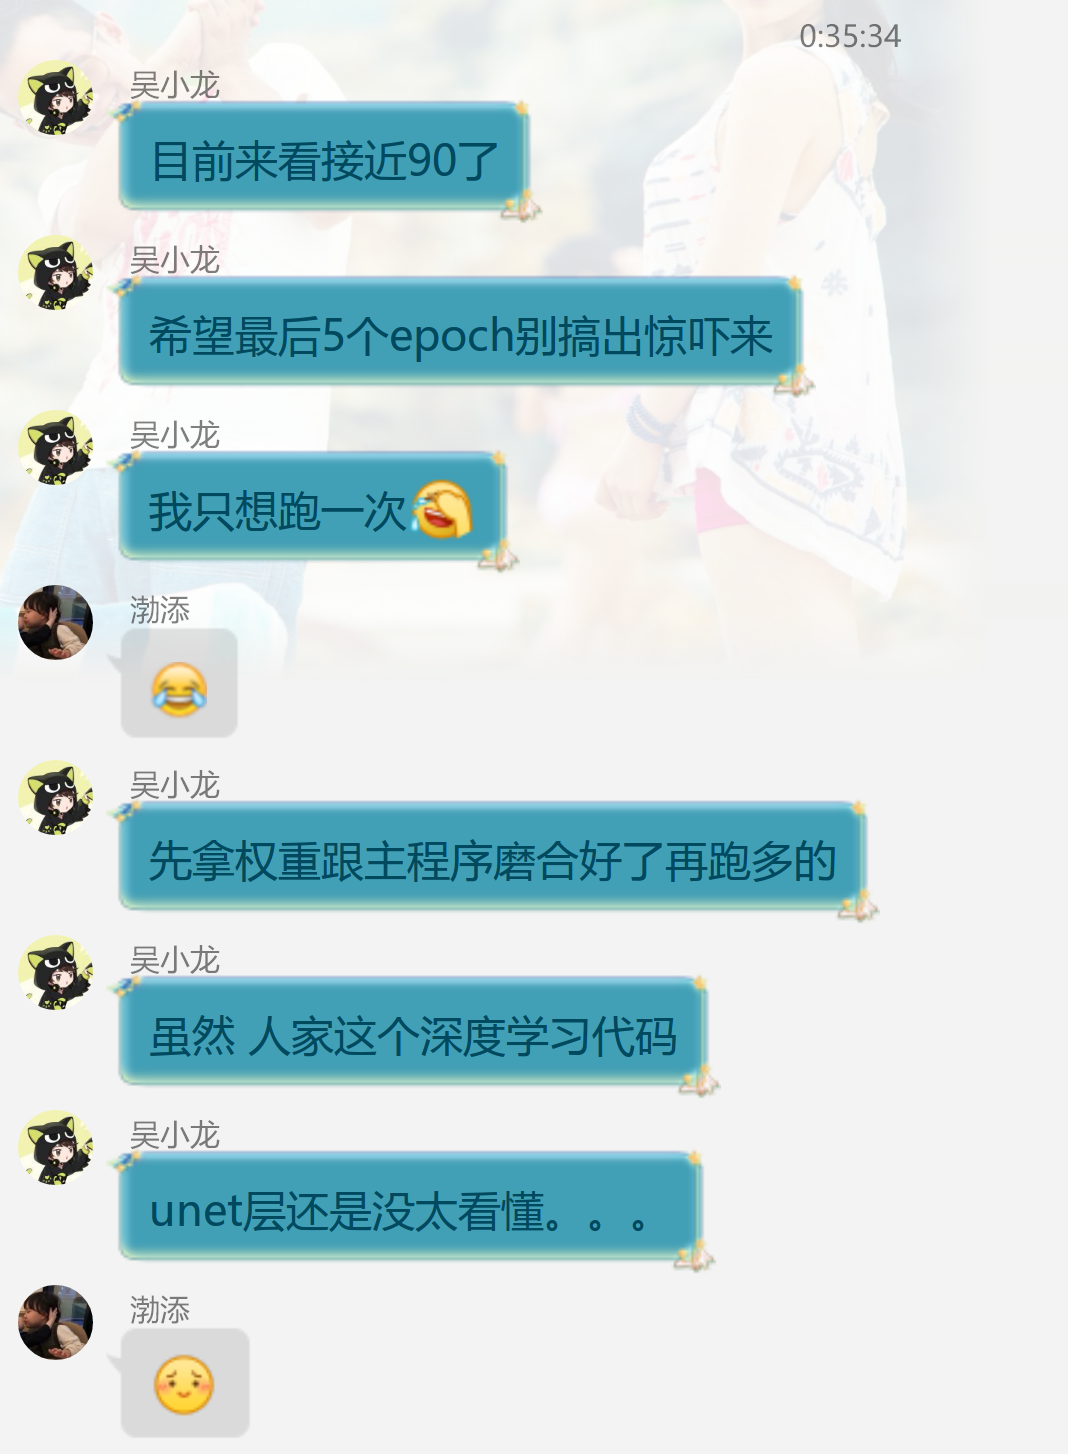 0:35:34
吴小龙
目前来看接近90了
吴小龙
希望最后5个epoch别搞出惊吓来
吴小龙
我只想跑一次
渤添
吴小龙
先拿权重跟主程序磨合好了再跑多的
吴小龙
虽然 人家这个深度学习代码
吴小龙
unet层还是没太看懂。。。
渤添